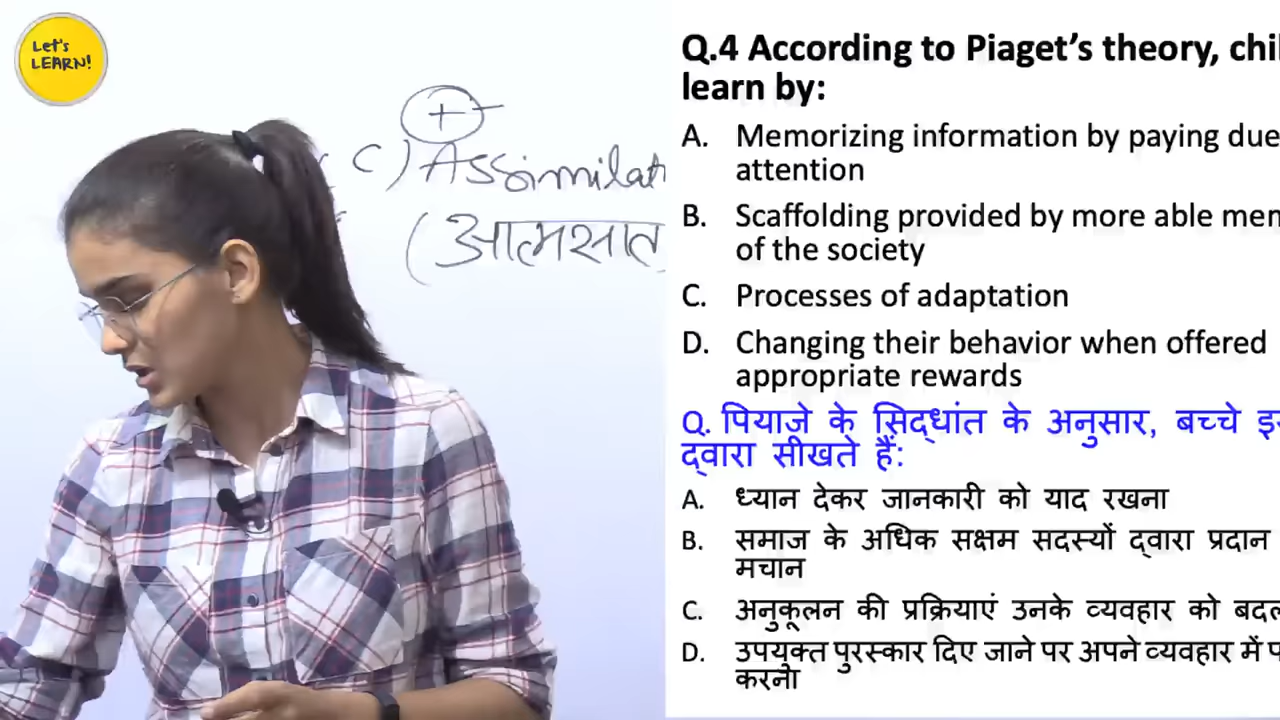 Let's
LEARN!
+
C) Assimilat
(आत्मसात
Q.4 According to Piaget's theory, chil
learn by:
A. Memorizing information by paying due
attention
B. Scaffolding provided by more able mem
of the society
C. Processes of adaptation
D. Changing their behavior when offered
appropriate rewards
Q. पियाजे के सिद्धांत के अनुसार, बच्चे इ
द्वारा सीखते हैं:
A. ध्यान देकर जानकारी को याद रखना
B. समाज के अधिक सक्षम सदस्यों द्वारा प्रदान
मचान
C. अनुकूलन की प्रक्रियाएं उनके व्यवहार को बदल
D. उपयुक्त पुरस्कार दिए जाने पर अपने व्यवहार में प
करना